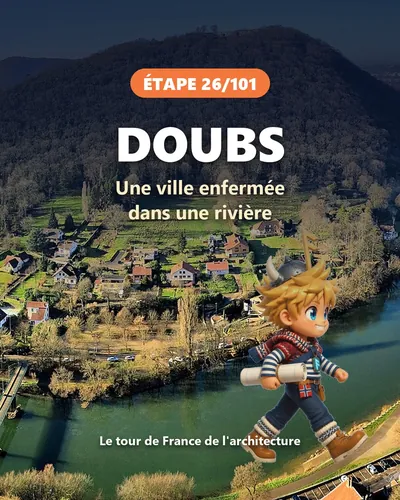 ÉTAPE 26/101
DOUBS
Une ville enfermée
dans une rivière
Le tour de France de l'architecture